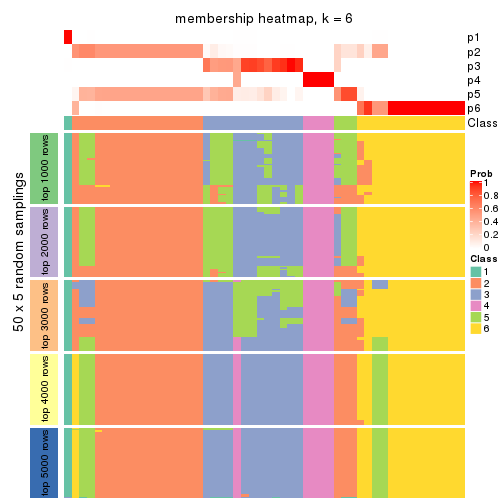 membership heatmap, k = 6
p1
p2
p3
p4
p5
p6
Class
50 x 5 random samplings
top 1000 rows
top 2000 rows
top 3000 rows
top 4000 rows
top 5000 rows
Prob
1
0.8
0.6
0.4
0.2
0
Class
1
2
3
4
5
6